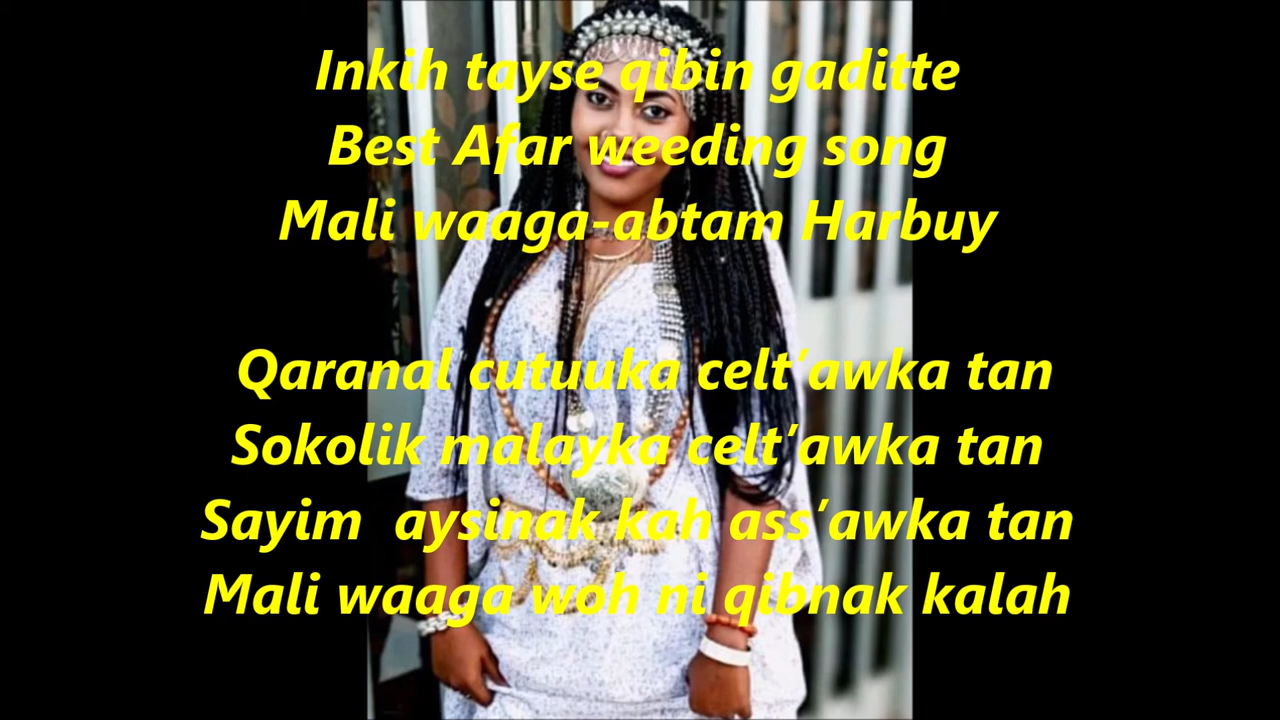 Inkih tayse qibin gaditte
Best Afar weeding song
Mali waaga-abtam Harbuy
Qaranal cutuuka celt’awka tan
Sokolik malayka celt’awka tan
Sayim aysinak kah ass’awka tan
Mali waaga woh ni qibnak kalah